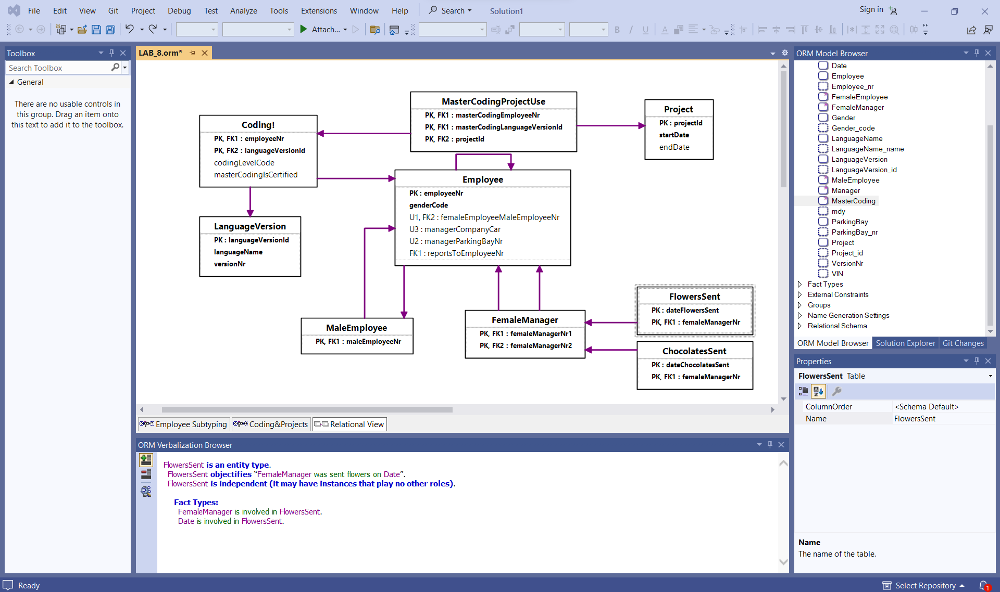 File Edit View Git Project Debug Test Analyze Tools Extensions Window Help Search Solution1 Sign in
Attach...
B I U A
Toolbox
Search Toolbox
General
There are no usable controls in
this group. Drag an item onto
this text to add it to the toolbox.
LAB_8.orm*
MasterCodingProjectUse
PK, FK1 : masterCodingEmployeeNr
PK, FK1 : masterCodingLanguageVersionId
PK, FK2 : projectId
Project
PK : projectId
startDate
endDate
Coding!
PK, FK1 : employeeNr
PK, FK2 : languageVersionId
codingLevelCode
masterCodingIsCertified
Employee
PK : employeeNr
genderCode
U1, FK2 : femaleEmployeeMaleEmployeeNr
U3 : managerCompanyCar
U2 : managerParkingBayNr
FK1 : reportsToEmployeeNr
LanguageVersion
PK : languageVersionId
languageName
versionNr
MaleEmployee
PK, FK1 : maleEmployeeNr
FemaleManager
PK, FK1 : femaleManagerNr1
PK, FK2 : femaleManagerNr2
FlowersSent
PK : dateFlowersSent
PK, FK1 : femaleManagerNr
ChocolatesSent
PK : dateChocolatesSent
PK, FK1 : femaleManagerNr
Employee Subtyping Coding&Projects Relational View
ORM Verbalization Browser
FlowersSent is an entity type.
FlowersSent objectifies “FemaleManager was sent flowers on Date”.
FlowersSent is independent (it may have instances that play no other roles).
Fact Types:
FemaleManager is involved in FlowersSent.
Date is involved in FlowersSent.
ORM Model Browser
Date
Employee
Employee_nr
FemaleEmployee
FemaleManager
Gender
Gender_code
LanguageName
LanguageName_name
LanguageVersion
LanguageVersion_id
MaleEmployee
Manager
MasterCoding
mdy
ParkingBay
ParkingBay_nr
Project
Project_id
VersionNr
VIN
Fact Types
External Constraints
Groups
Name Generation Settings
Relational Schema
ORM Model Browser Solution Explorer Git Changes
Properties
FlowersSent Table
ColumnOrder <Schema Default>
Name FlowersSent
Name
The name of the table.
Ready
Select Repository
1